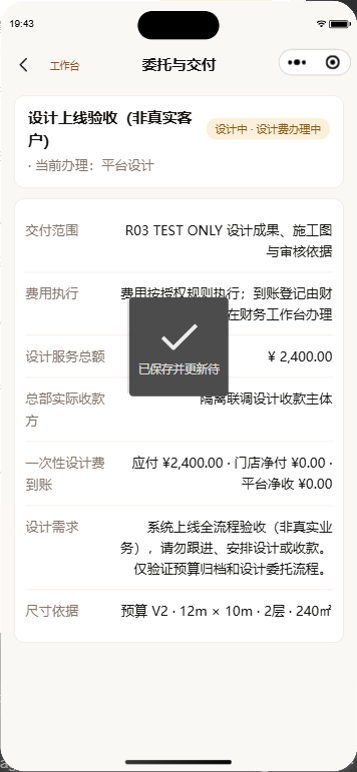 19:43
工作台
委托与交付
设计上线验收（非真实客
户）
设计中 · 设计费办理中
· 当前办理：平台设计
交付范围
R03 TEST ONLY 设计成果、施工图
与审核依据
费用执行
费用按授权规则执行；到账登记由财
在财务工作台办理
已保存并更新待
设计服务总额
¥ 2,400.00
总部实际收款
方
隔离联调设计收款主体
一次性设计费
到账
应付 ¥2,400.00 · 门店净付 ¥0.00 ·
平台净收 ¥0.00
设计需求
系统上线全流程验收（非真实业
务），请勿跟进、安排设计或收款。
仅验证预算归档和设计委托流程。
尺寸依据
预算 V2 · 12m × 10m · 2层 · 240㎡